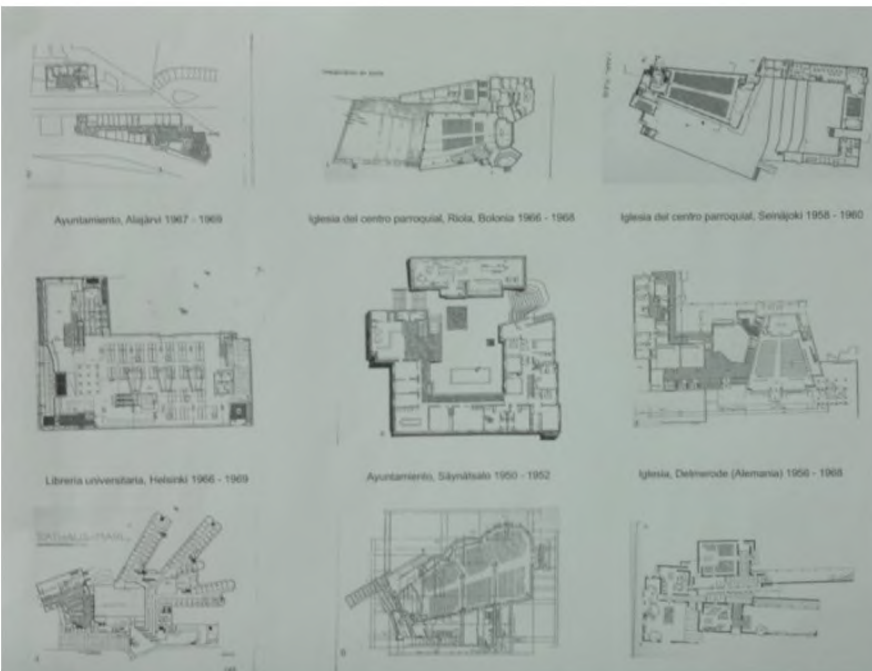 Ayuntamiento, Alajärvi 1967 - 1969
Iglesia del centro parroquial, Riola, Bolonia 1966 - 1968
Iglesia del centro parroquial, Seinäjoki 1958 - 1960
Librería universitaria, Helsinki 1966 - 1969
Ayuntamiento, Säynätsalo 1950 - 1952
Iglesia, Delmerode (Alemania) 1956 - 1968